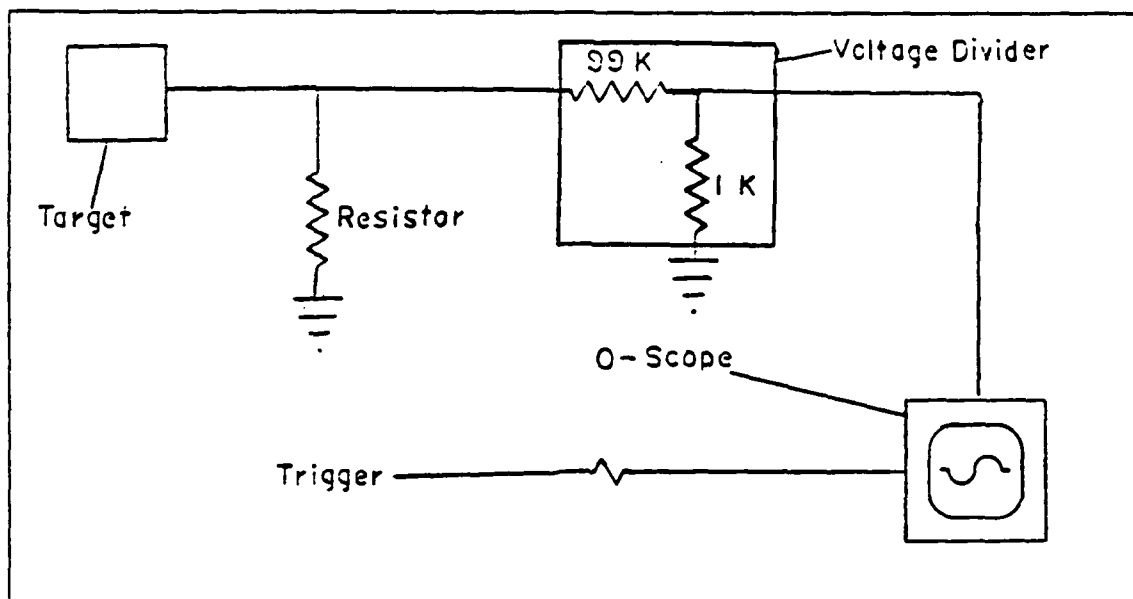 Voltage Divider
99 K
1 K
Target
Resistor
O-Scope
Trigger